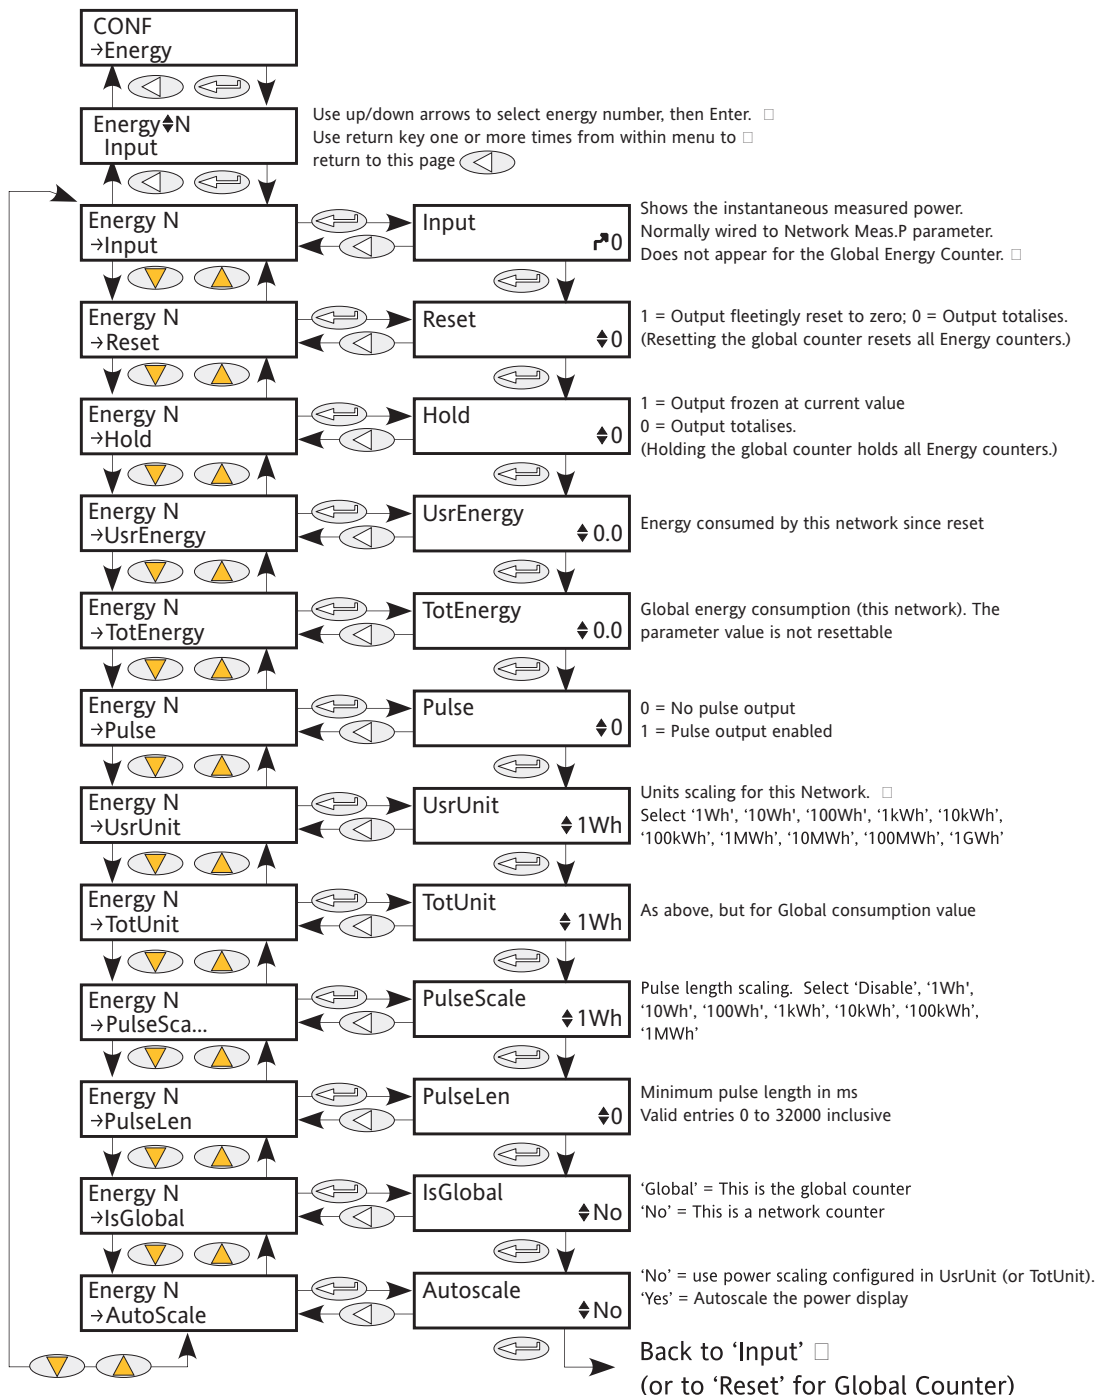 CONF
→Energy
Energy♦N
Input
Use up/down arrows to select energy number, then Enter. □
Use return key one or more times from within menu to □
return to this page
Energy N
→Input
Input
0
Shows the instantaneous measured power.
Normally wired to Network Meas.P parameter.
Does not appear for the Global Energy Counter. □
Energy N
→Reset
Reset
♦0
1 = Output fleetingly reset to zero; 0 = Output totalises.
(Resetting the global counter resets all Energy counters.)
Energy N
→Hold
Hold
♦0
1 = Output frozen at current value
0 = Output totalises.
(Holding the global counter holds all Energy counters.)
Energy N
→UsrEnergy
UsrEnergy
♦0.0
Energy consumed by this network since reset
Energy N
→TotEnergy
TotEnergy
♦0.0
Global energy consumption (this network). The
parameter value is not resettable
Energy N
→Pulse
Pulse
♦0
0 = No pulse output
1 = Pulse output enabled
Energy N
→UsrUnit
UsrUnit
♦1Wh
Units scaling for this Network. □
Select ‘1Wh', ‘10Wh', ‘100Wh', ‘1kWh’, ‘10kWh’,
‘100kWh’, ‘1MWh’, ‘10MWh’, ‘100MWh’, ‘1GWh’
Energy N
→TotUnit
TotUnit
♦1Wh
As above, but for Global consumption value
Energy N
→PulseSca...
PulseScale
♦1Wh
Pulse length scaling. Select ‘Disable’, ‘1Wh',
‘10Wh', ‘100Wh’, ‘1kWh’, ‘10kWh’, ‘100kWh’,
‘1MWh’
Energy N
→PulseLen
PulseLen
♦0
Minimum pulse length in ms
Valid entries 0 to 32000 inclusive
Energy N
→IsGlobal
IsGlobal
♦No
‘Global’ = This is the global counter
‘No’ = This is a network counter
Energy N
→AutoScale
Autoscale
♦No
‘No’ = use power scaling configured in UsrUnit (or TotUnit).
‘Yes’ = Autoscale the power display
Back to ‘Input’ □
(or to ‘Reset’ for Global Counter)